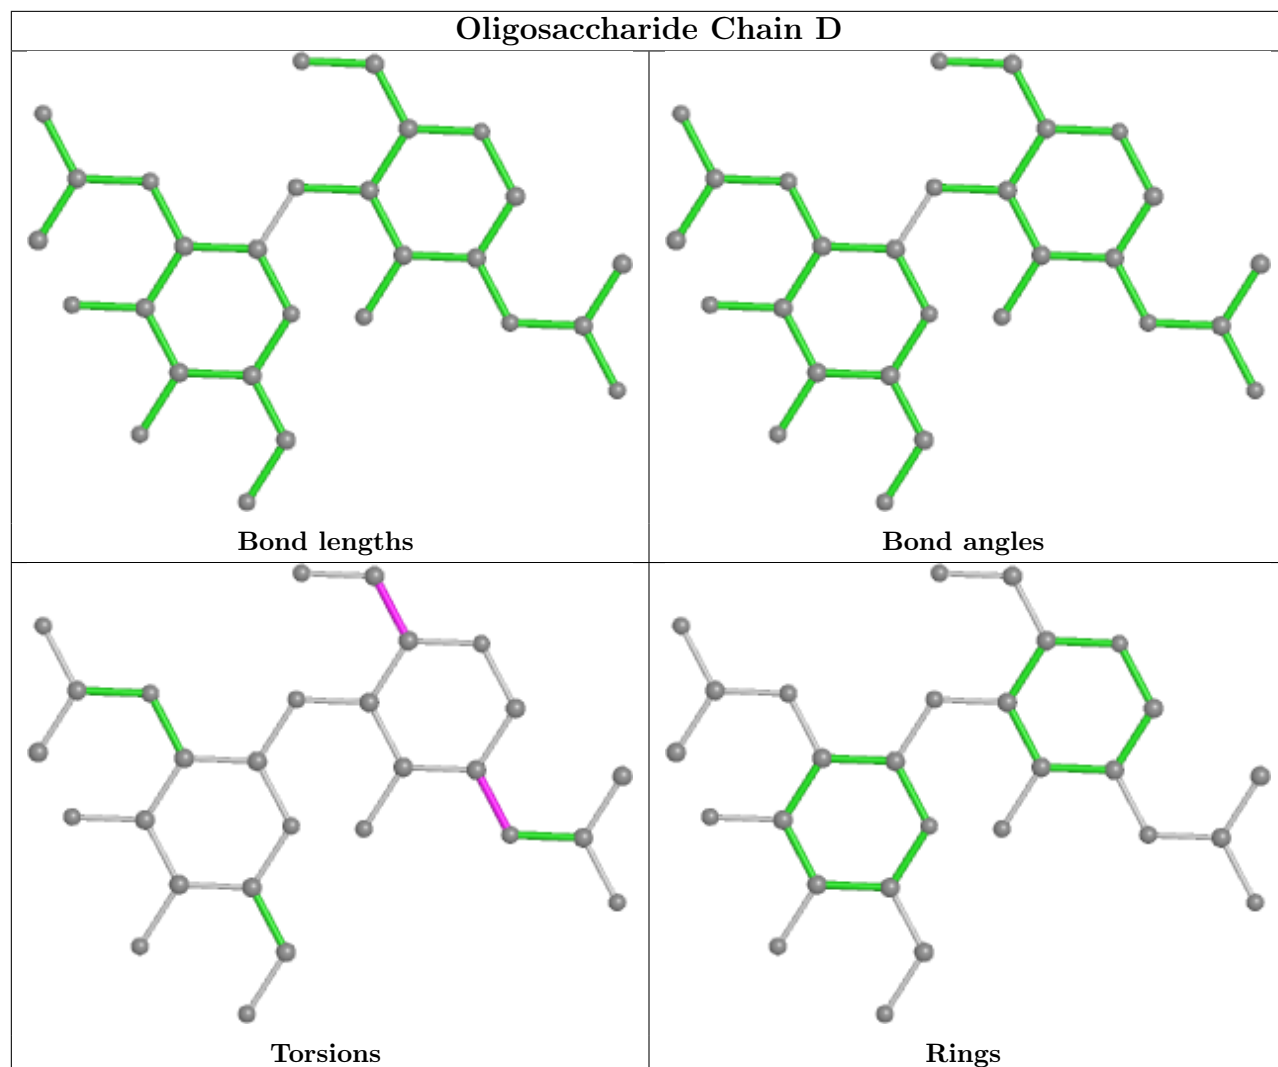 Oligosaccharide Chain D
Bond lengths
Bond angles
Torsions
Rings